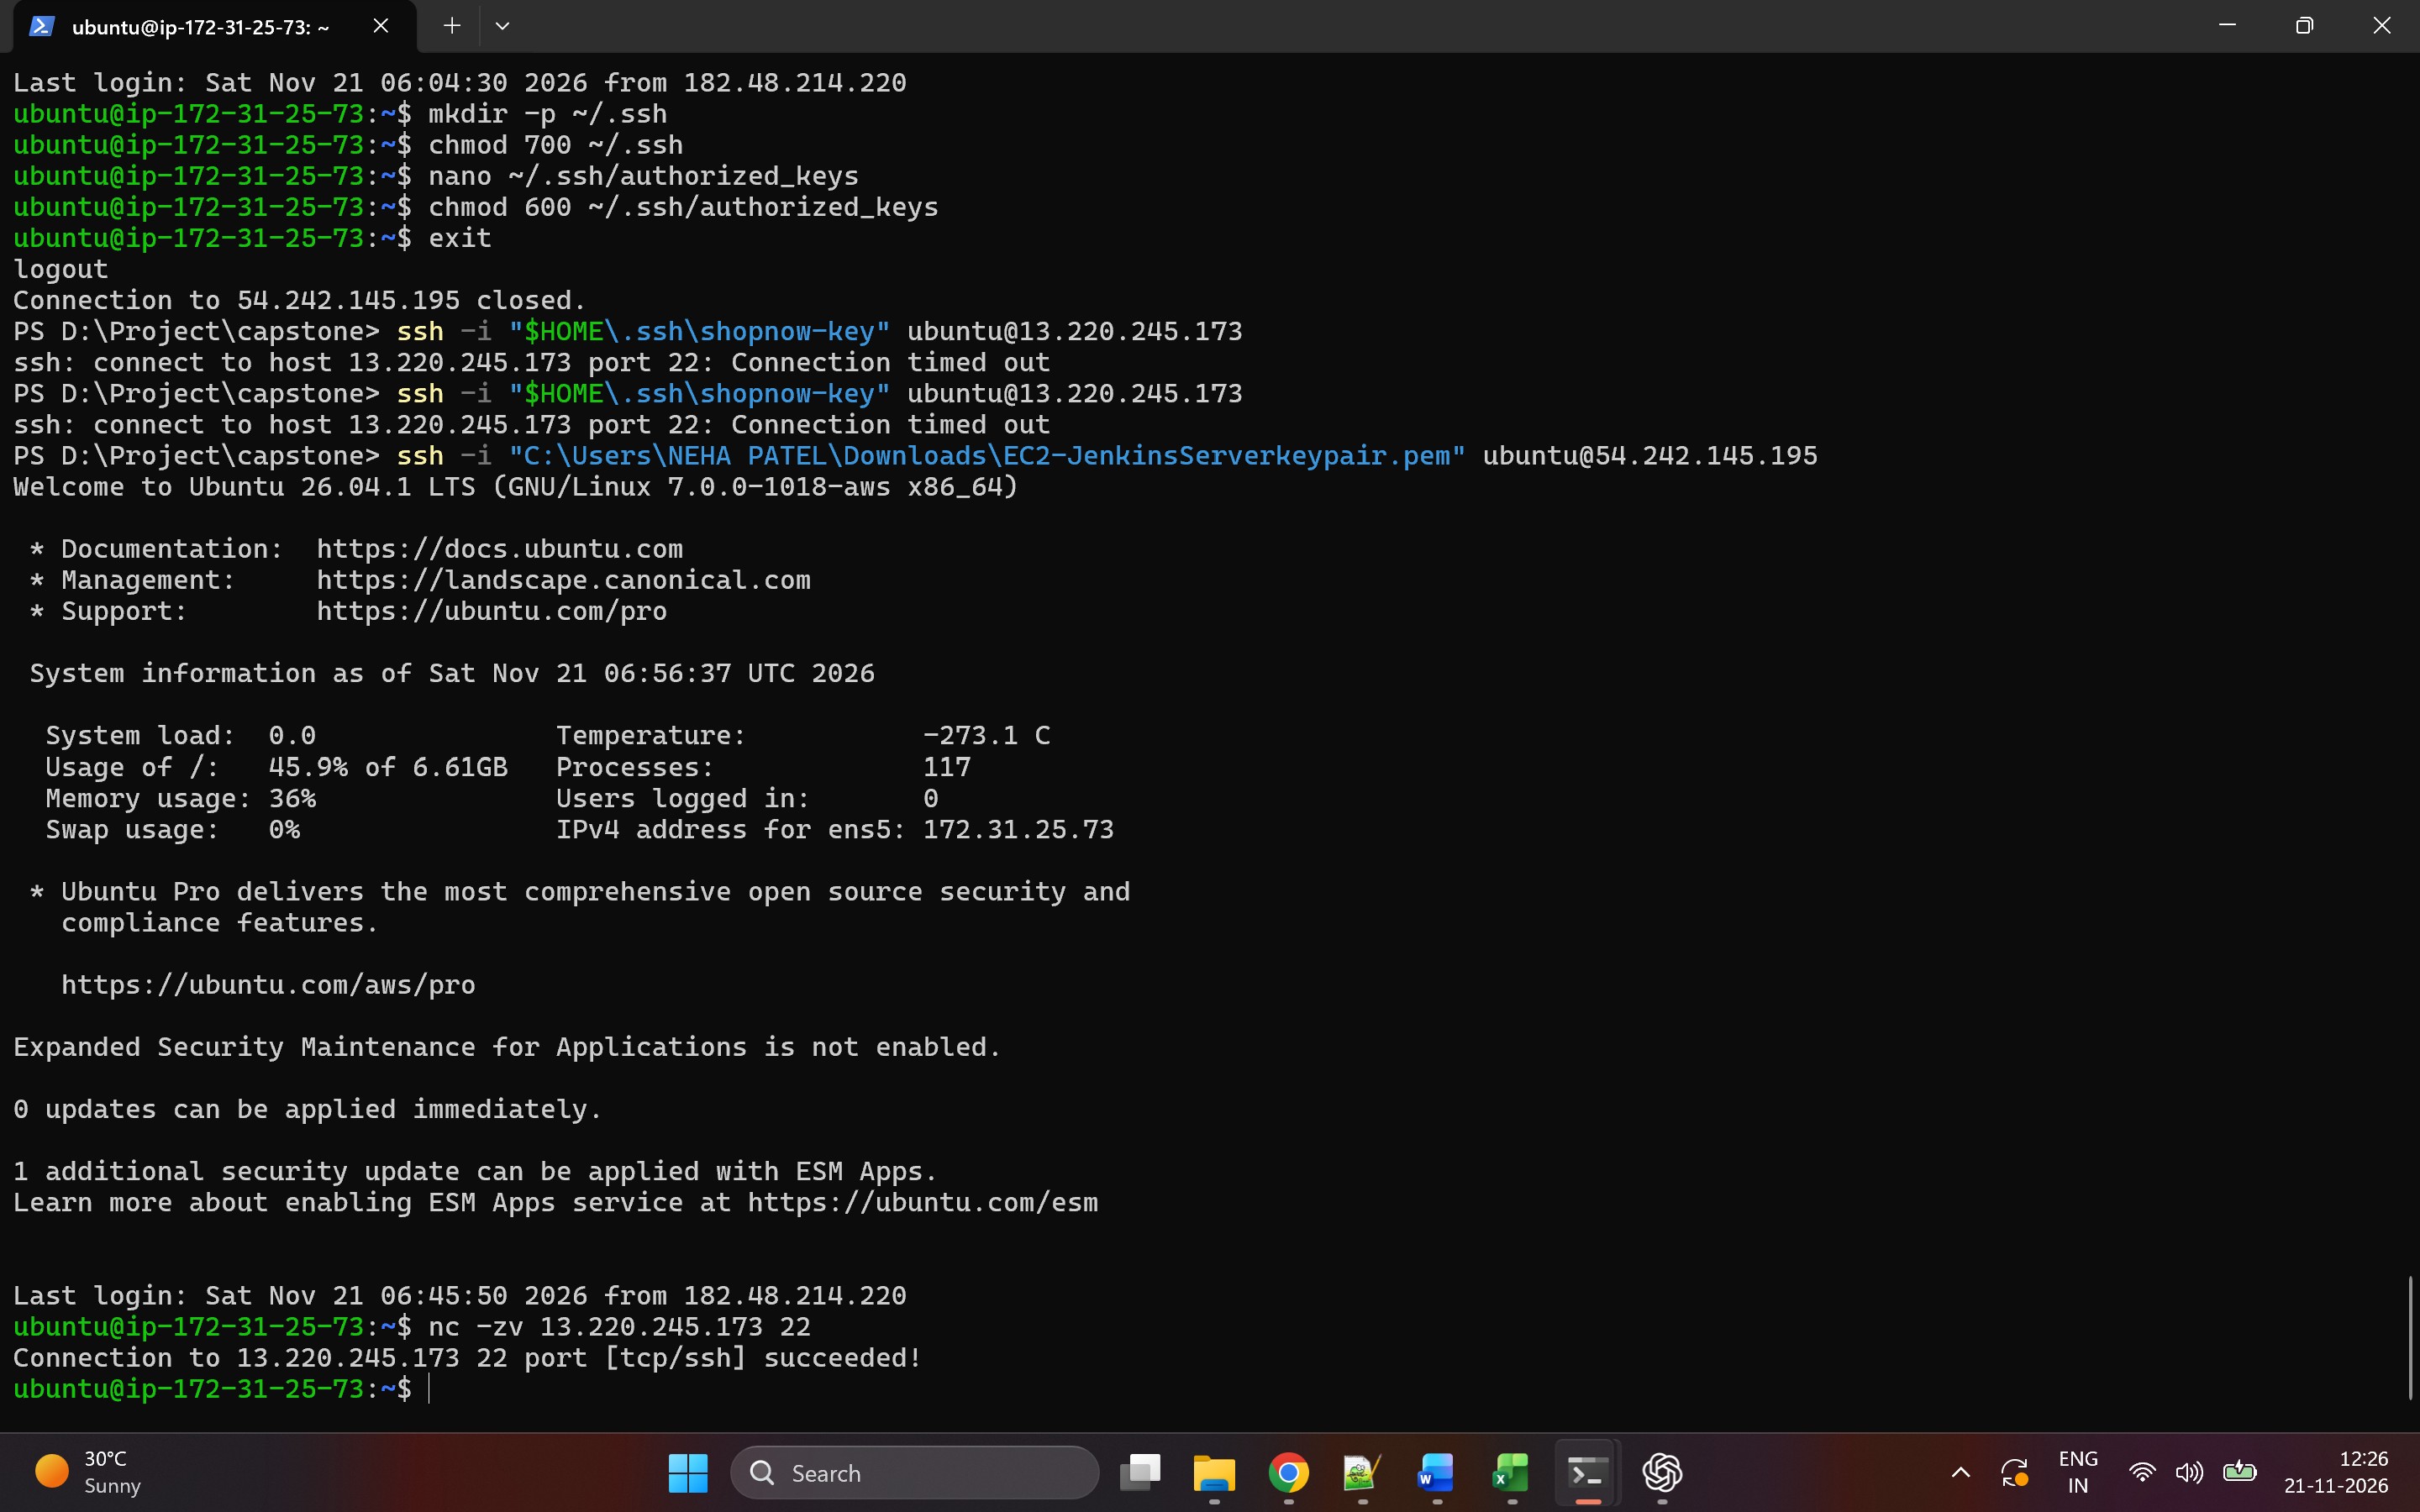 ubuntu@ip-172-31-25-73: ~
Last login: Sat Nov 21 06:04:30 2026 from 182.48.214.220
ubuntu@ip-172-31-25-73:~$ mkdir -p ~/.ssh
ubuntu@ip-172-31-25-73:~$ chmod 700 ~/.ssh
ubuntu@ip-172-31-25-73:~$ nano ~/.ssh/authorized_keys
ubuntu@ip-172-31-25-73:~$ chmod 600 ~/.ssh/authorized_keys
ubuntu@ip-172-31-25-73:~$ exit
logout
Connection to 54.242.145.195 closed.
PS D:\Project\capstone> ssh -i "$HOME\.ssh\shopnow-key" ubuntu@13.220.245.173
ssh: connect to host 13.220.245.173 port 22: Connection timed out
PS D:\Project\capstone> ssh -i "$HOME\.ssh\shopnow-key" ubuntu@13.220.245.173
ssh: connect to host 13.220.245.173 port 22: Connection timed out
PS D:\Project\capstone> ssh -i "C:\Users\NEHA PATEL\Downloads\EC2-JenkinsServerkeypair.pem" ubuntu@54.242.145.195
Welcome to Ubuntu 26.04.1 LTS (GNU/Linux 7.0.0-1018-aws x86_64)
* Documentation:  https://docs.ubuntu.com
* Management:     https://landscape.canonical.com
* Support:        https://ubuntu.com/pro
System information as of Sat Nov 21 06:56:37 UTC 2026
System load:  0.0               Temperature:           -273.1 C
Usage of /:   45.9% of 6.61GB   Processes:             117
Memory usage: 36%               Users logged in:       0
Swap usage:   0%                IPv4 address for ens5: 172.31.25.73
* Ubuntu Pro delivers the most comprehensive open source security and
compliance features.
https://ubuntu.com/aws/pro
Expanded Security Maintenance for Applications is not enabled.
0 updates can be applied immediately.
1 additional security update can be applied with ESM Apps.
Learn more about enabling ESM Apps service at https://ubuntu.com/esm
Last login: Sat Nov 21 06:45:50 2026 from 182.48.214.220
ubuntu@ip-172-31-25-73:~$ nc -zv 13.220.245.173 22
Connection to 13.220.245.173 22 port [tcp/ssh] succeeded!
ubuntu@ip-172-31-25-73:~$
30°C
Sunny
Search
ENG
IN
12:26
21-11-2026